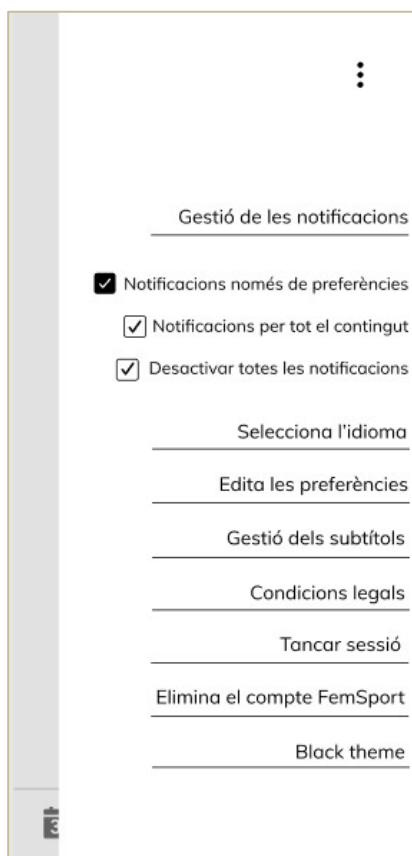 Gestió de les notificacions
Notificacions només de preferències
Notificacions per tot el contingut
Desactivar totes les notificacions
Selecciona l'idioma
Edita les preferències
Gestió dels subtítols
Condicions legals
Tancar sessió
Elimina el compte FemSport
Black theme